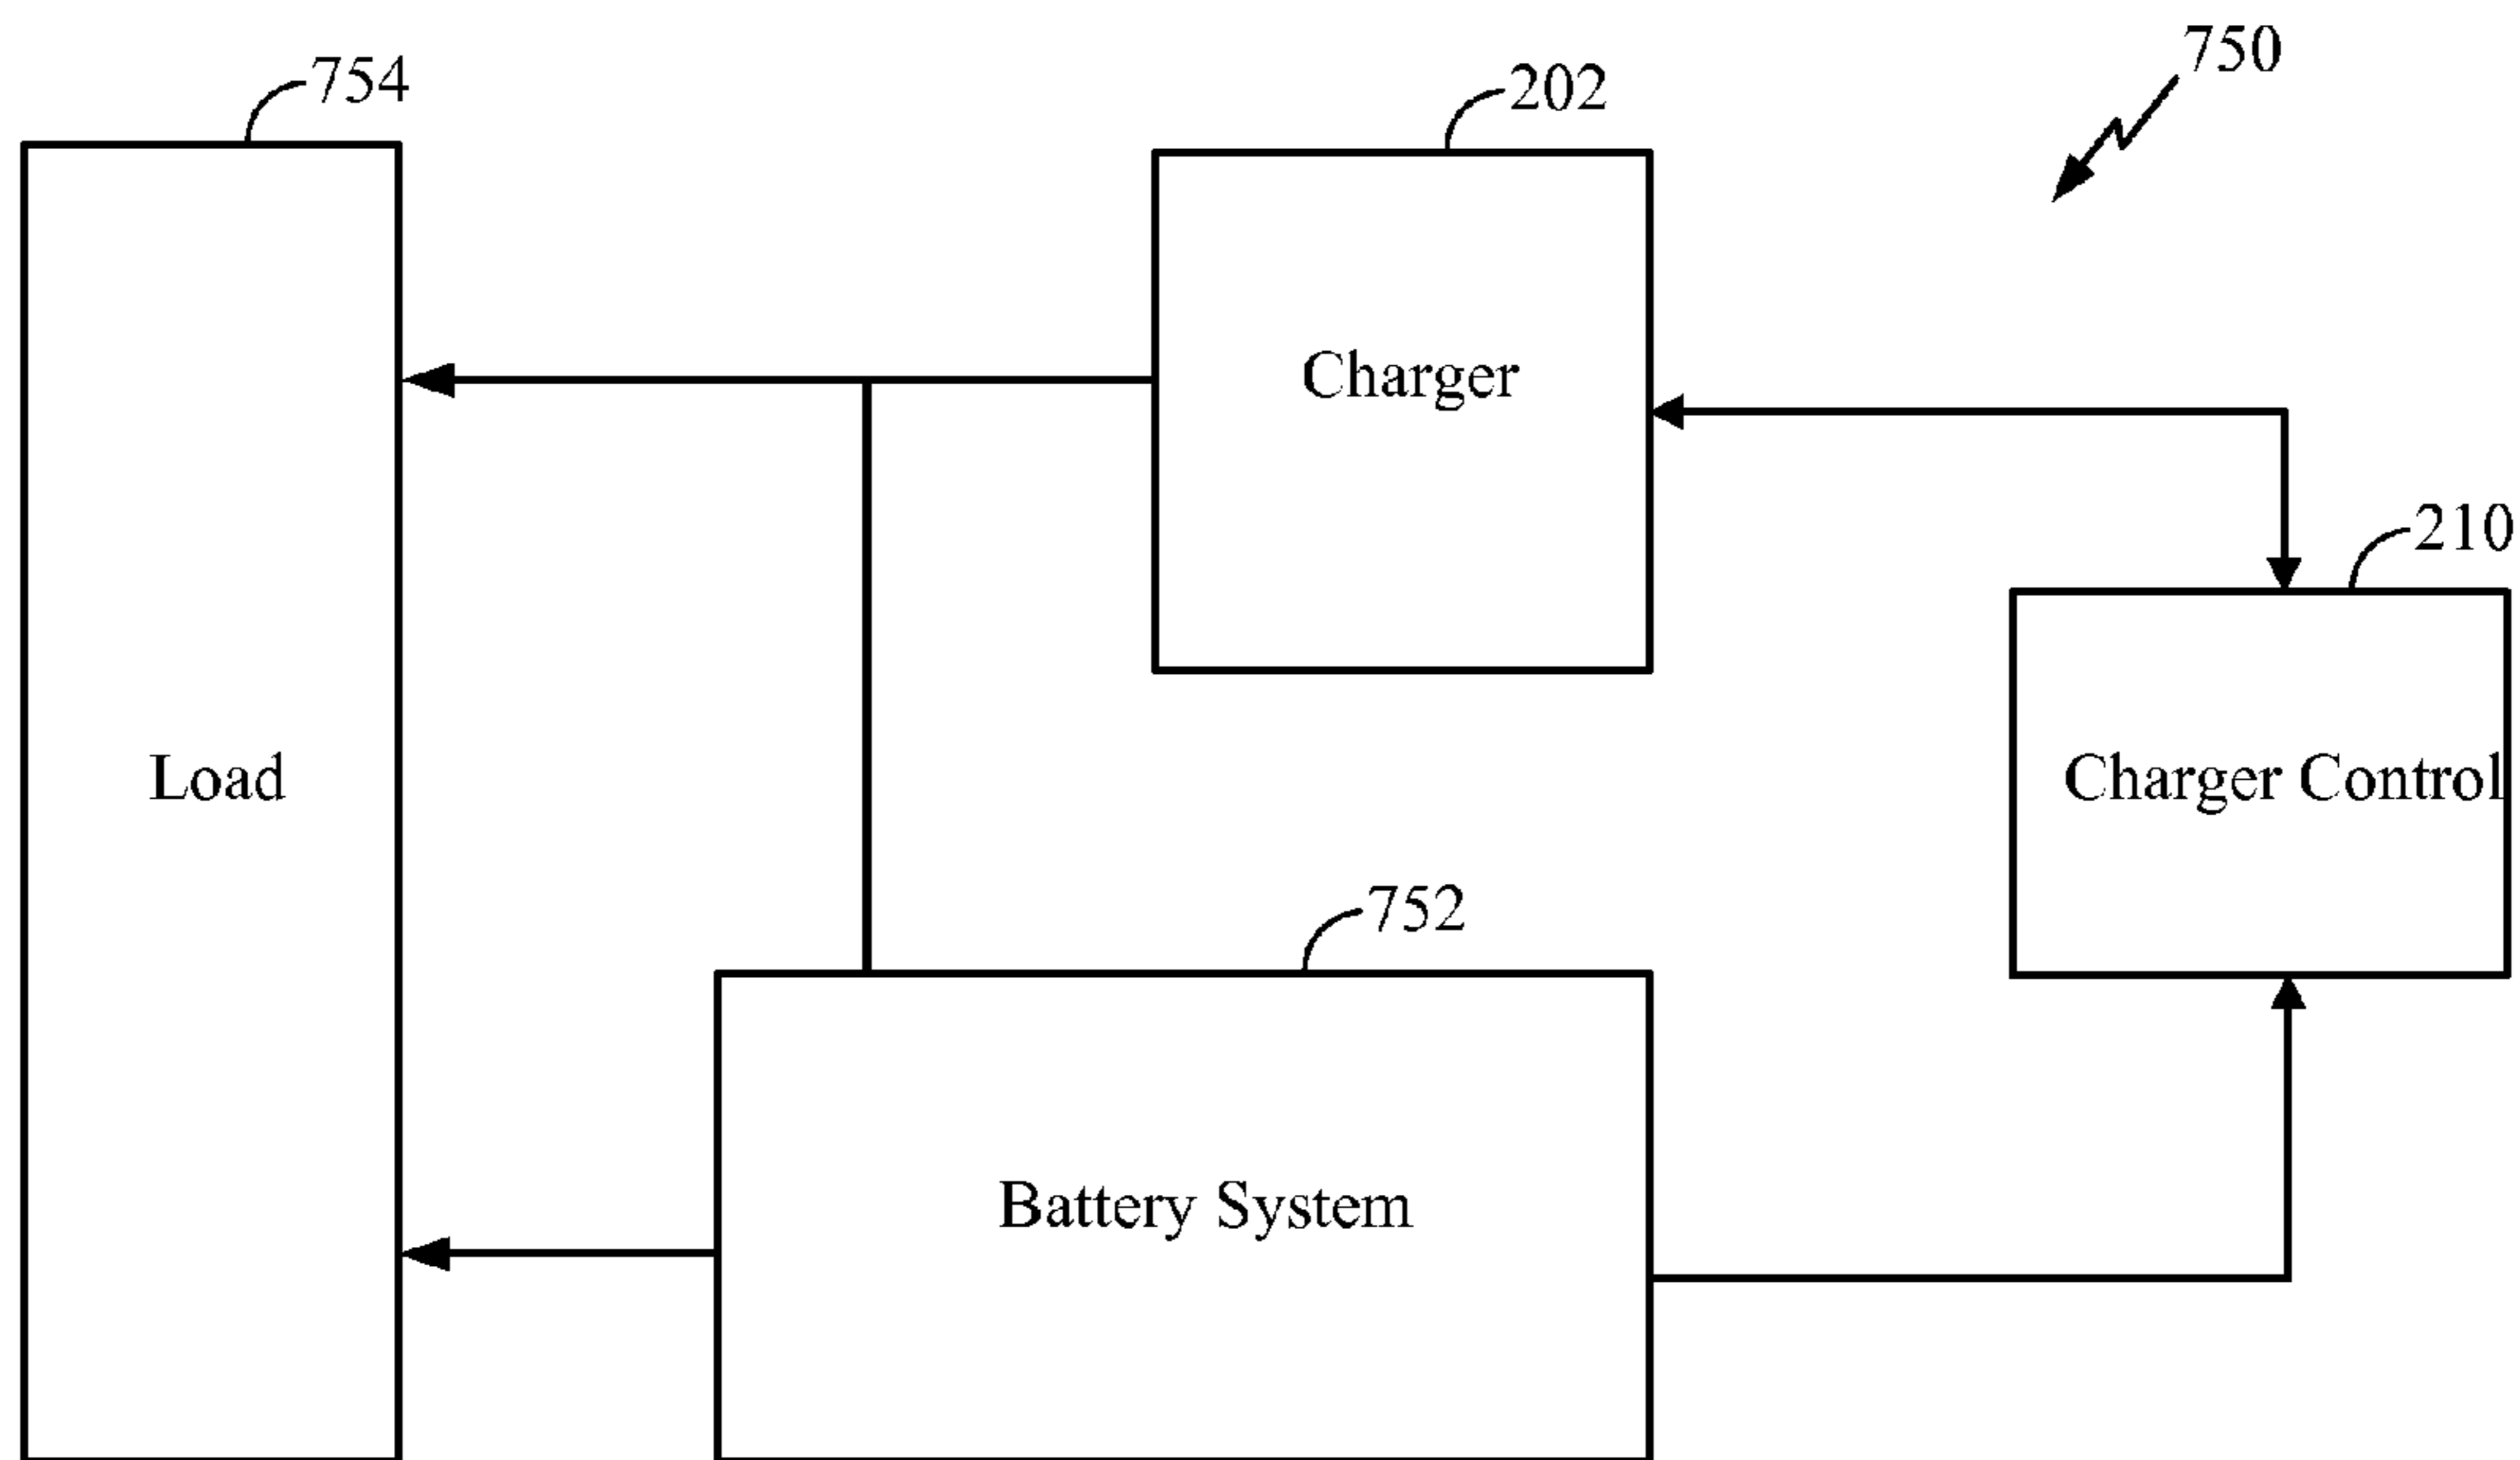 750
754
202
Charger
210
Load
Charger Control
752
Battery System